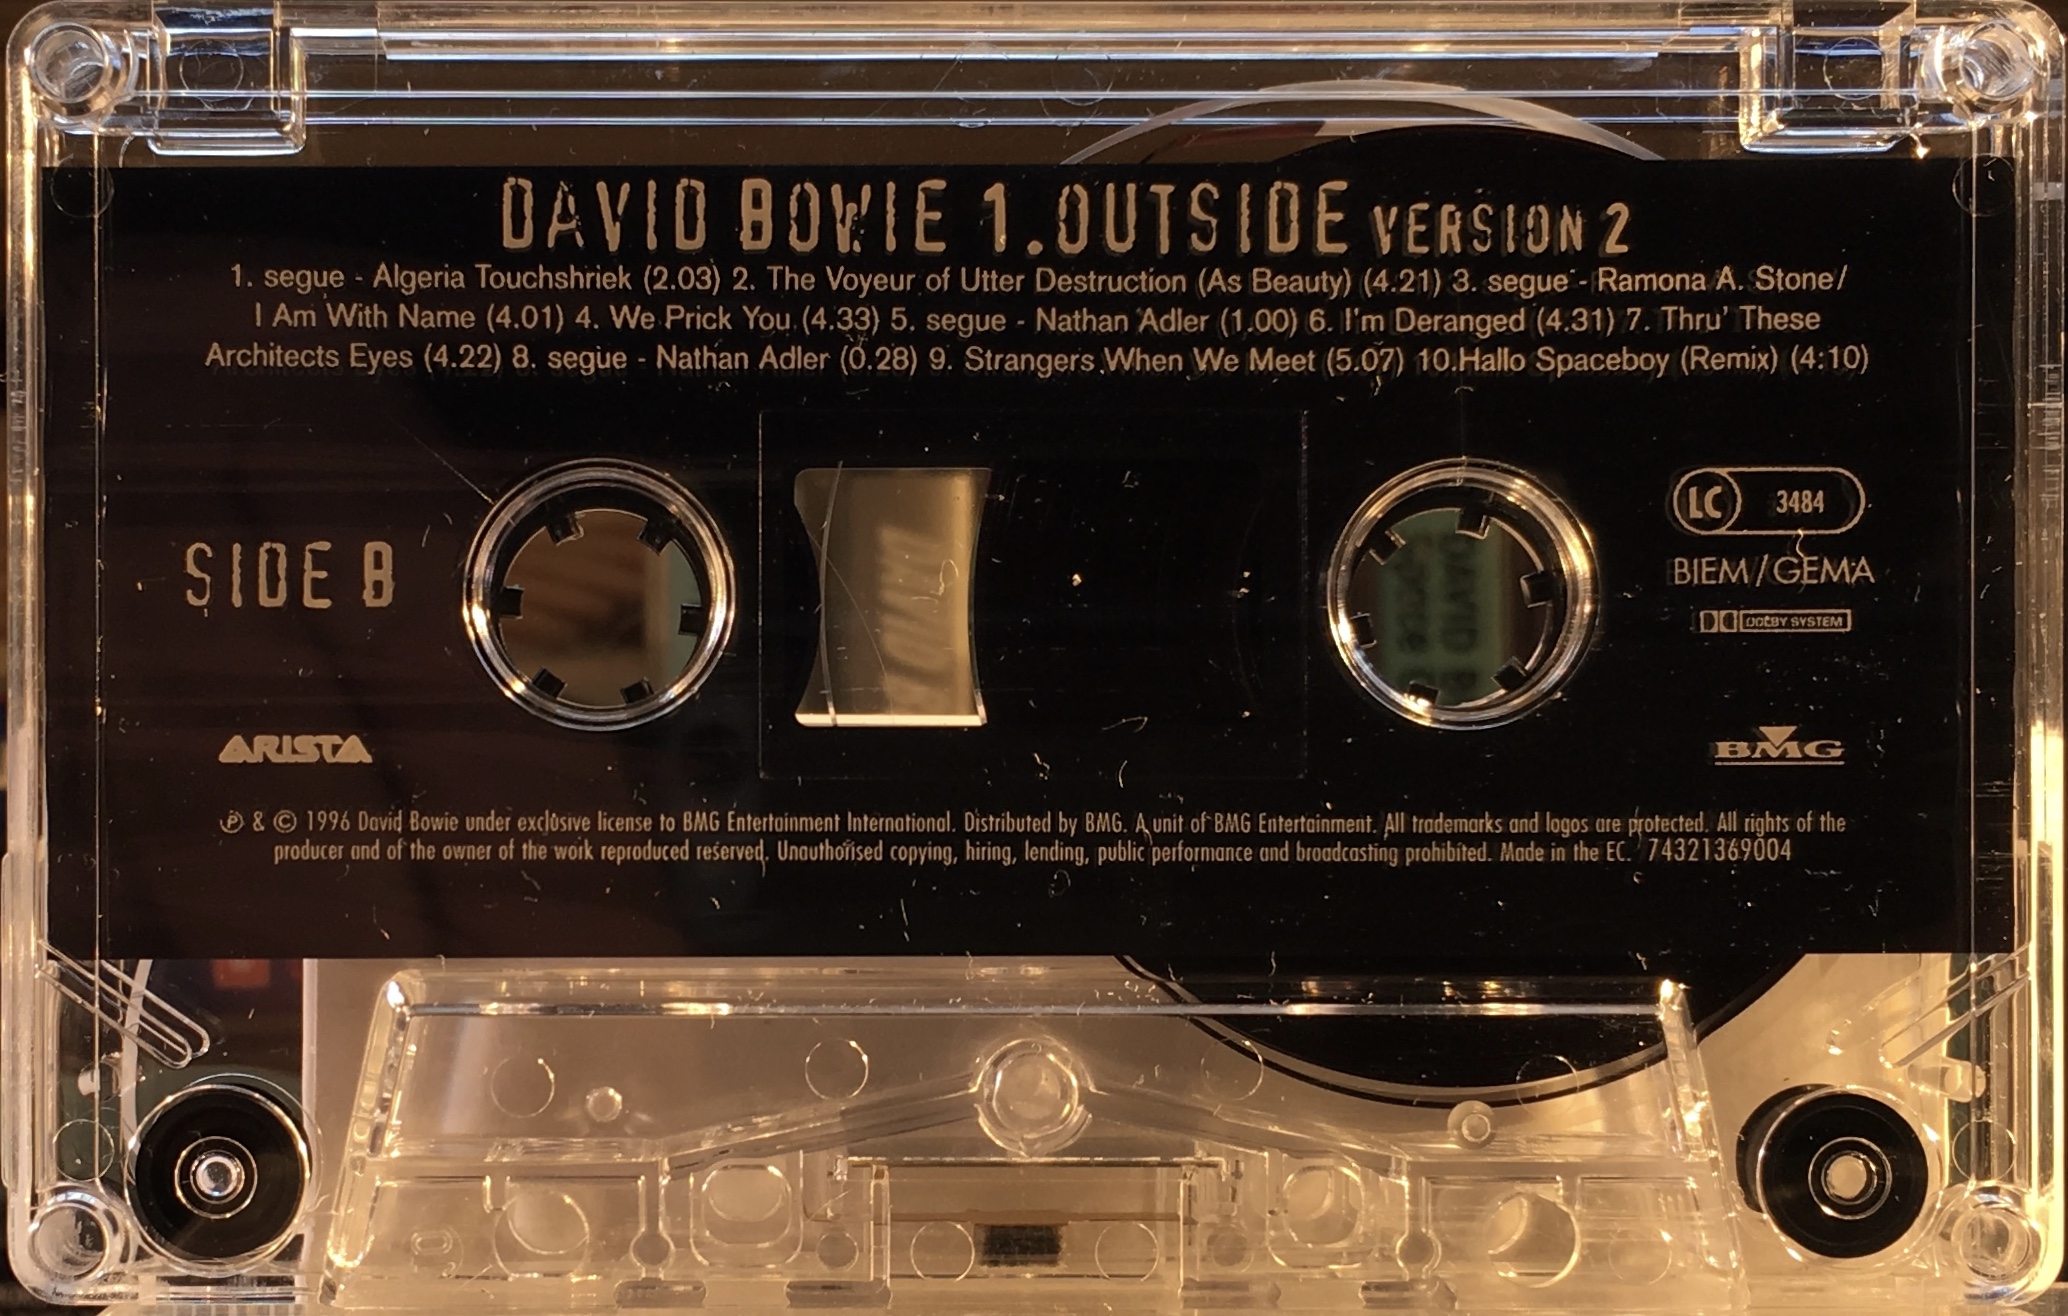 DAVID BOWIE 1.OUTSIDE VERSION 2
1. segue - Algeria Touchshriek (2.03) 2. The Voyeur of Utter Destruction (As Beauty) (4.21) 3. segue - Ramona A. Stone/
I Am With Name (4.01) 4. We Prick You (4.33) 5. segue - Nathan Adler (1.00) 6. I'm Deranged (4.31) 7. Thru' These
Architects Eyes (4.22) 8. segue - Nathan Adler (0.28) 9. Strangers When We Meet (5.07) 10.Hallo Spaceboy (Remix) (4:10)
SIDE B
LC 3484
BIEM/GEMA
DOLBY SYSTEM
ARISTA
BMG
℗ & © 1996 David Bowie under exclusive license to BMG Entertainment International. Distributed by BMG. A unit of BMG Entertainment. All trademarks and logos are protected. All rights of the
producer and of the owner of the work reproduced reserved. Unauthorised copying, hiring, lending, public performance and broadcasting prohibited. Made in the EC. 74321369004